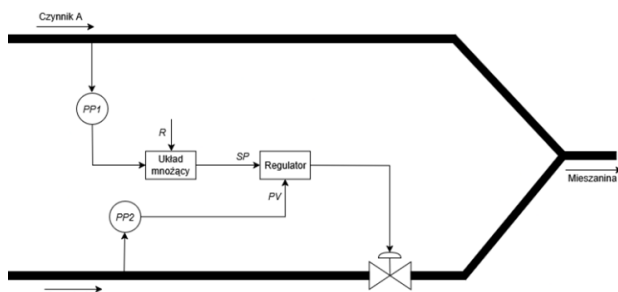 Czynnik A
PP1
R
Układ
mnożący
SP
Regulator
PV
PP2
Mieszanina